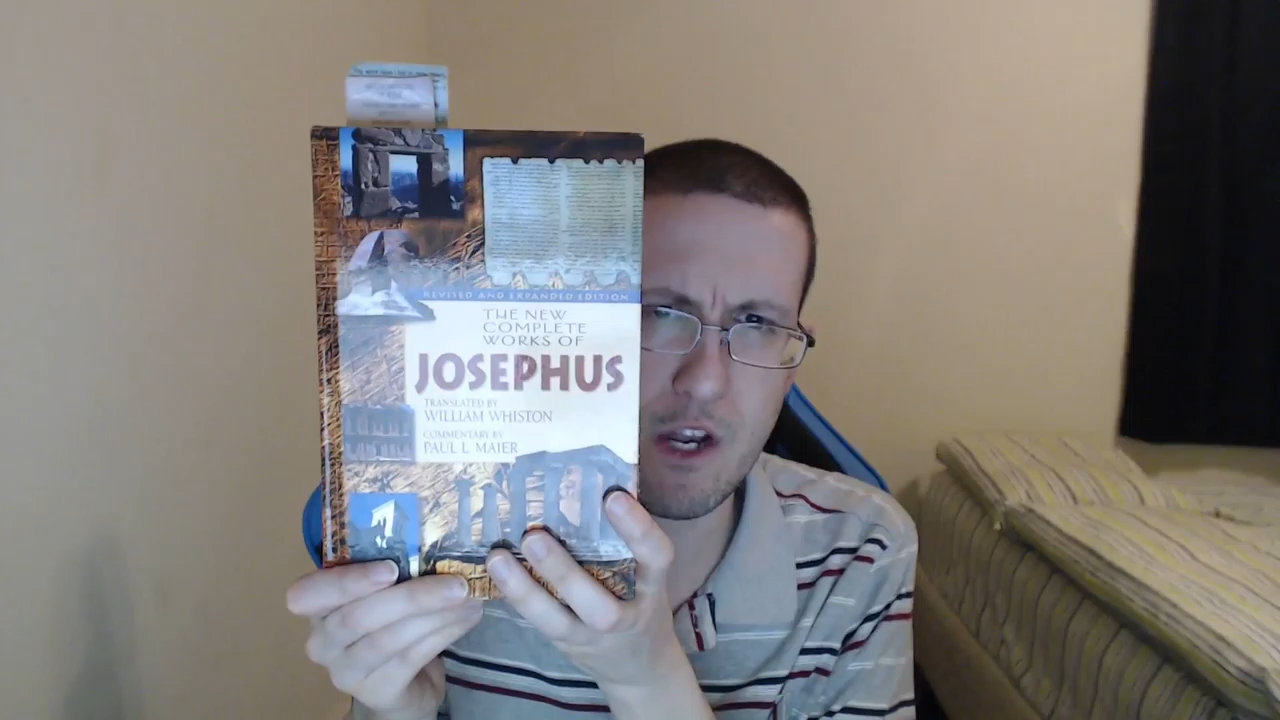 REVISED AND EXPANDED EDITION
THE NEW
COMPLETE
WORKS OF
JOSEPHUS
TRANSLATED BY
WILLIAM WHISTON
COMMENTARY BY
PAUL L. MAIER